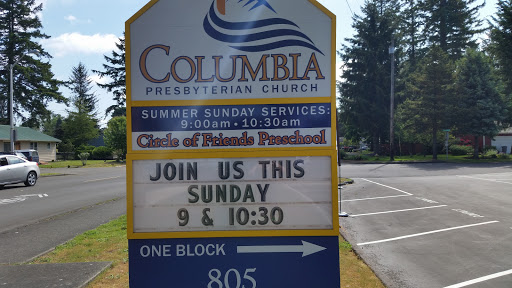 COLUMBIA
PRESBYTERIAN CHURCH
SUMMER SUNDAY SERVICES:
9:00am • 10:30am
Circle of Friends Preschool
JOIN US THIS
SUNDAY
9 & 10:30
ONE BLOCK
805